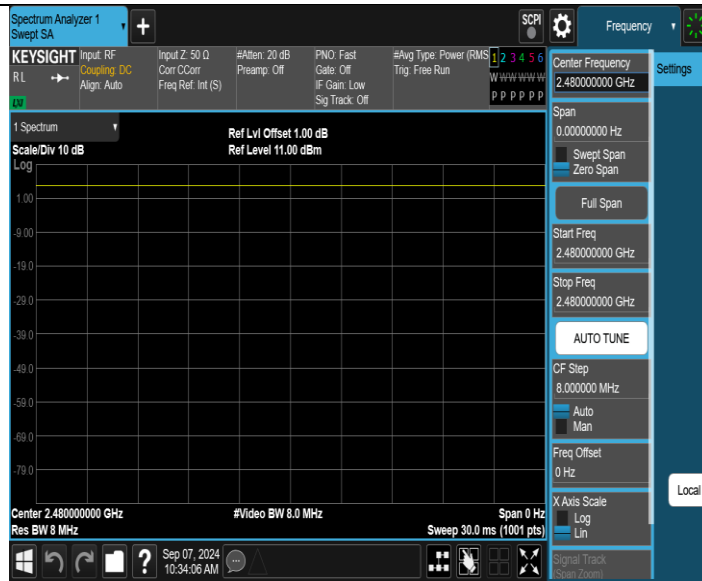 Spectrum Analyzer 1
Swept SA
+
SCPI
Frequency
KEYSIGHT
RL
LXI
Input: RF
Coupling: DC
Align: Auto
Input Z: 50 Ω
Corr CCorr
Freq Ref: Int (S)
#Atten: 20 dB
Preamp: Off
PNO: Fast
Gate: Off
IF Gain: Low
Sig Track: Off
#Avg Type: Power (RMS
Trig: Free Run
1 2 3 4 5 6
W W W W W W
P P P P P P
1 Spectrum
Scale/Div 10 dB
Log
Ref Lvl Offset 1.00 dB
Ref Level 11.00 dBm
1.00
-9.00
-19.0
-29.0
-39.0
-49.0
-59.0
-69.0
-79.0
Center 2.480000000 GHz
Res BW 8 MHz
#Video BW 8.0 MHz
Span 0 Hz
Sweep 30.0 ms (1001 pts)
?
Sep 07, 2024
10:34:06 AM
Center Frequency
2.480000000 GHz
Settings
Span
0.00000000 Hz
Swept Span
Zero Span
Full Span
Start Freq
2.480000000 GHz
Stop Freq
2.480000000 GHz
AUTO TUNE
CF Step
8.000000 MHz
Auto
Man
Freq Offset
0 Hz
X Axis Scale
Log
Lin
Local
Signal Track
(Span Zoom)